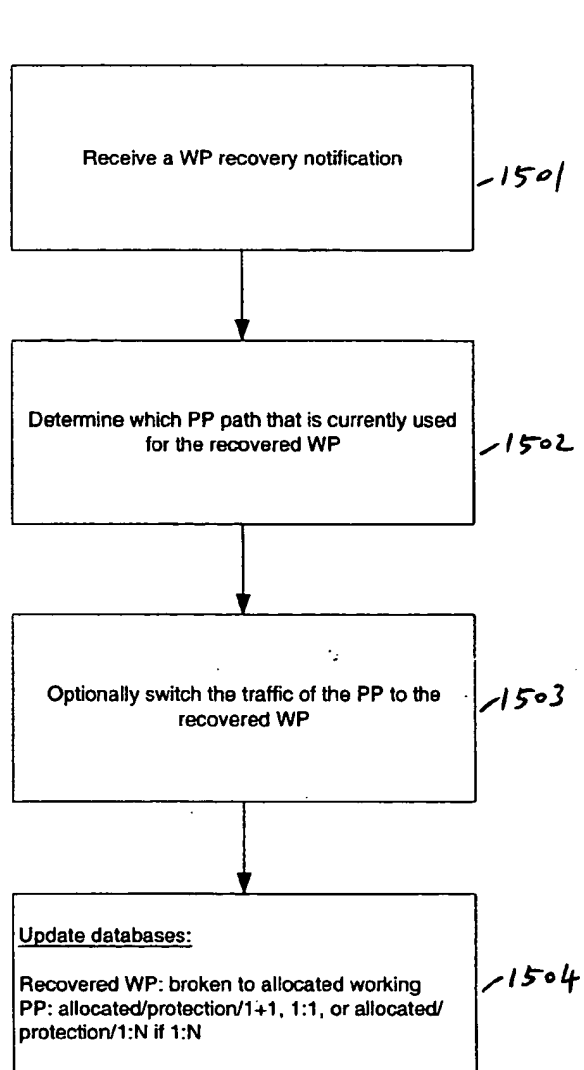 Receive a WP recovery notification
1501
Determine which PP path that is currently used
for the recovered WP
1502
Optionally switch the traffic of the PP to the
recovered WP
1503
Update databases:
Recovered WP: broken to allocated working
PP: allocated/protection/1+1, 1:1, or allocated/
protection/1:N if 1:N
1504